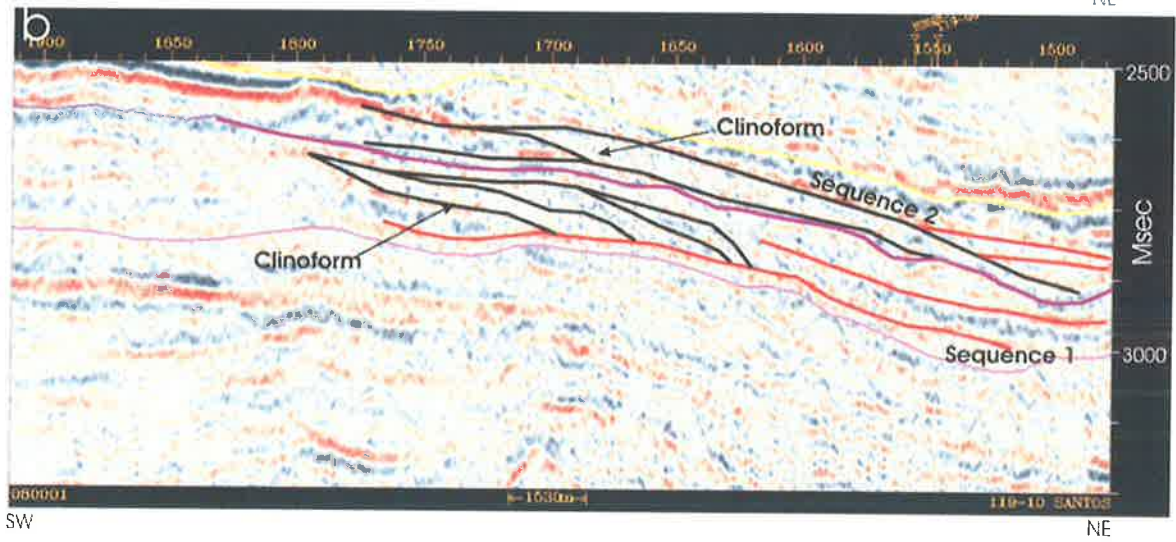 NE
b
1900 1650 1800 1750 1700 1650 1600 1550 1500
2500
Clinoform
Sequence 2
Clinoform
Msec
Sequence 1
3000
080001
1530m
119-10 SANTOS
SW
NE